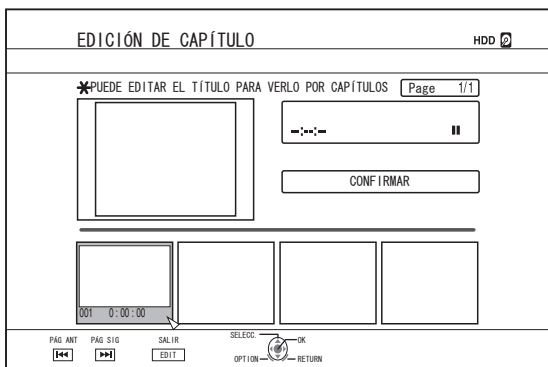 EDICIÓN DE CAPÍTULO
HDD
*PUEDE EDITAR EL TÍTULO PARA VERLO POR CAPÍTULOS
Page 1/1
-:--:-
CONFIRMAR
001 0:00:00
PÁG ANT PÁG SIG SALIR
EDIT
SELECC. OK
OPTION RETURN